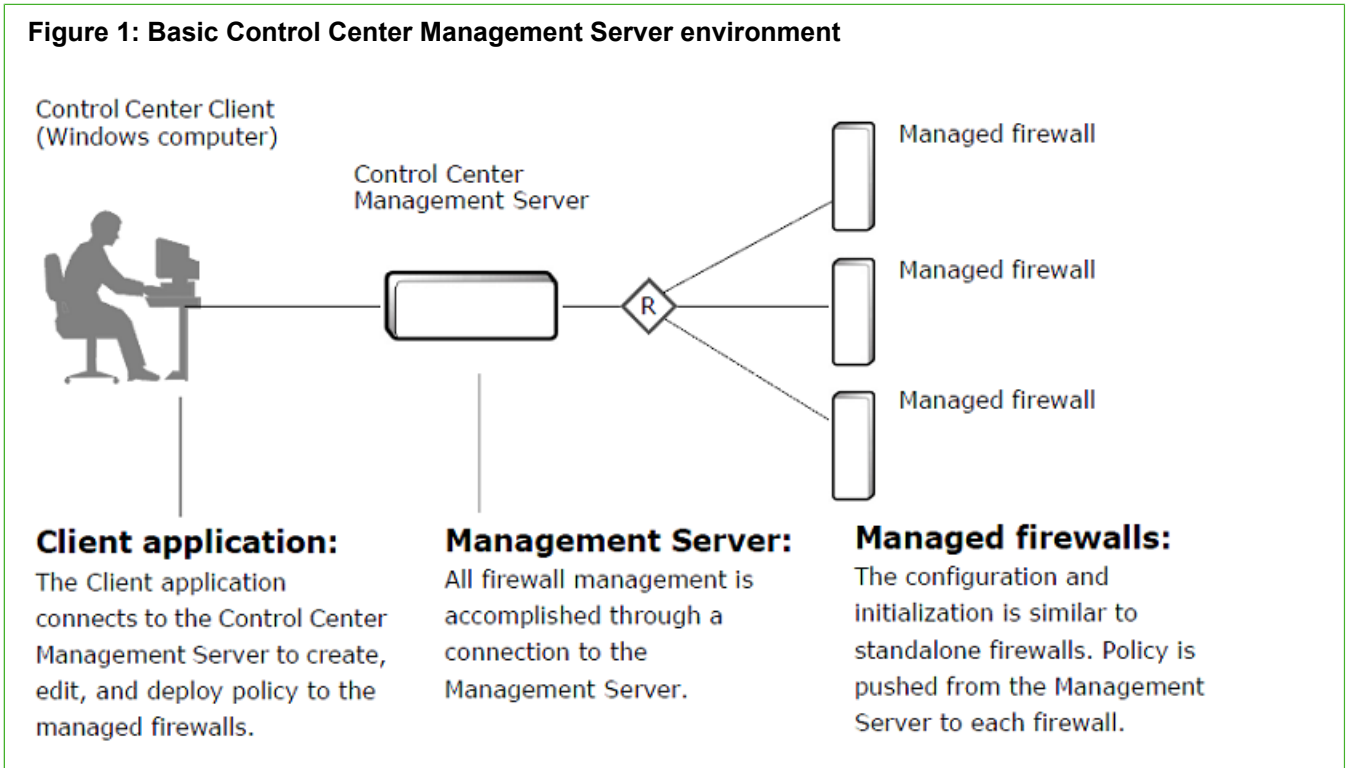 Figure 1: Basic Control Center Management Server environment
Control Center Client
(Windows computer)
Control Center
Management Server
R
Managed firewall
Managed firewall
Managed firewall
Client application:
The Client application
connects to the Control Center
Management Server to create,
edit, and deploy policy to the
managed firewalls.
Management Server:
All firewall management is
accomplished through a
connection to the
Management Server.
Managed firewalls:
The configuration and
initialization is similar to
standalone firewalls. Policy is
pushed from the Management
Server to each firewall.